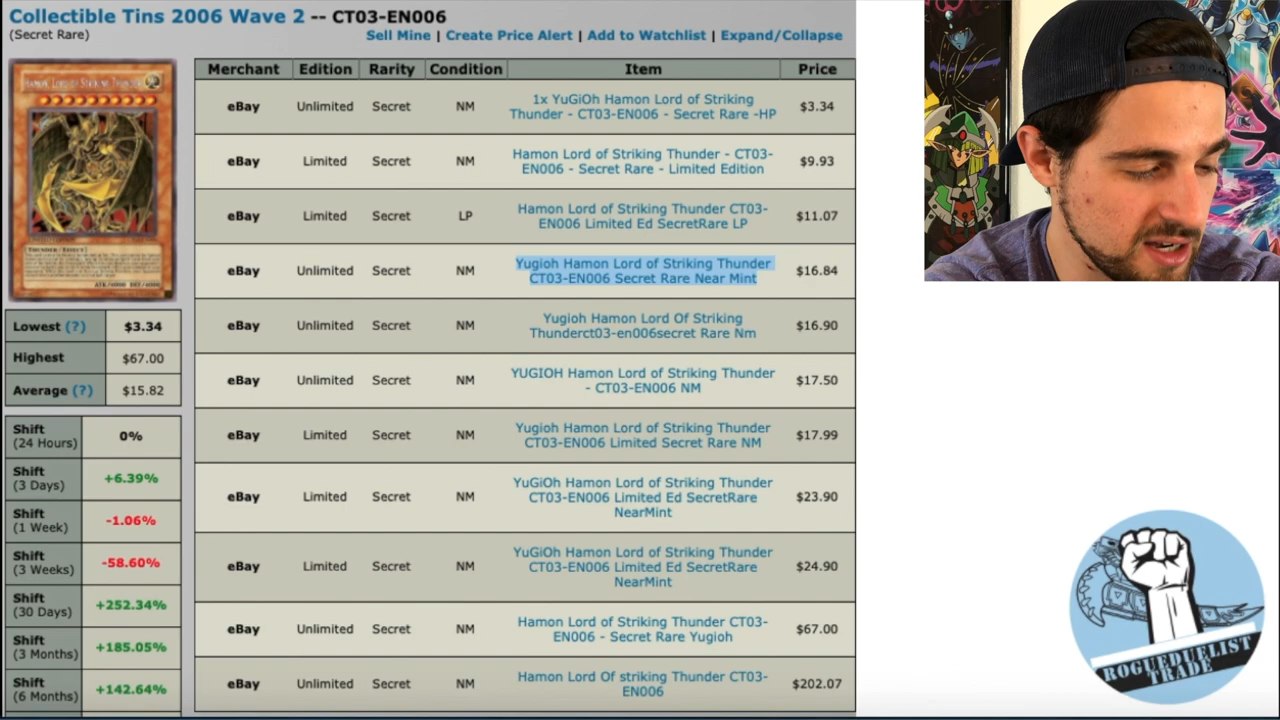 Collectible Tins 2006 Wave 2 -- CT03-EN006
(Secret Rare)
Sell Mine | Create Price Alert | Add to Watchlist | Expand/Collapse
HAMON, LORD OF STRIKING THUNDER
[THUNDER/EFFECT]
ATK/4000 DEF/4000
Lowest (?) $3.34
Highest $67.00
Average (?) $15.82
Shift
(24 Hours) 0%
Shift
(3 Days) +6.39%
Shift
(1 Week) -1.06%
Shift
(3 Weeks) -58.60%
Shift
(30 Days) +252.34%
Shift
(3 Months) +185.05%
Shift
(6 Months) +142.64%
Merchant Edition Rarity Condition Item Price
eBay Unlimited Secret NM 1x YuGiOh Hamon Lord of Striking $3.34
Thunder - CT03-EN006 - Secret Rare -HP
eBay Limited Secret NM Hamon Lord of Striking Thunder - CT03- $9.93
EN006 - Secret Rare - Limited Edition
eBay Limited Secret LP Hamon Lord of Striking Thunder CT03- $11.07
EN006 Limited Ed SecretRare LP
eBay Unlimited Secret NM Yugioh Hamon Lord of Striking Thunder $16.84
CT03-EN006 Secret Rare Near Mint
eBay Unlimited Secret NM Yugioh Hamon Lord Of Striking $16.90
Thunderct03-en006secret Rare Nm
eBay Unlimited Secret NM YUGIOH Hamon Lord of Striking Thunder $17.50
- CT03-EN006 NM
eBay Limited Secret NM Yugioh Hamon Lord of Striking Thunder $17.99
CT03-EN006 Limited Secret Rare NM
eBay Limited Secret NM YuGiOh Hamon Lord of Striking Thunder $23.90
CT03-EN006 Limited Ed SecretRare
NearMint
eBay Limited Secret NM YuGiOh Hamon Lord of Striking Thunder $24.90
CT03-EN006 Limited Ed SecretRare
NearMint
eBay Unlimited Secret NM Hamon Lord of Striking Thunder CT03- $67.00
EN006 - Secret Rare Yugioh
eBay Unlimited Secret NM Hamon Lord Of striking Thunder CT03- $202.07
EN006
ROGUEDUELIST
TRADE